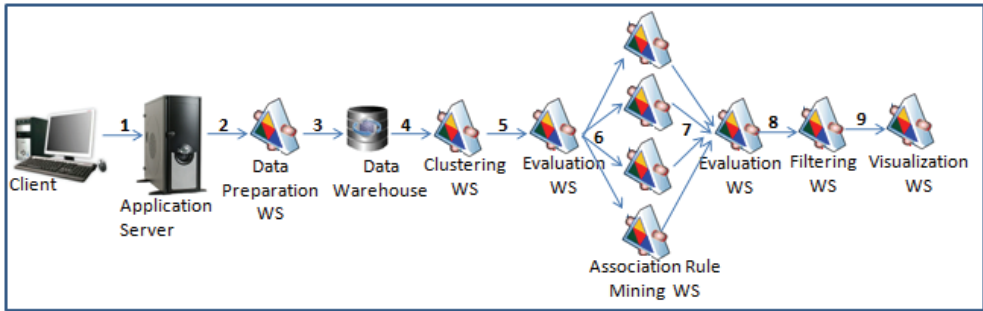 1
2
3
4
5
6
7
8
9
Client
Application
Server
Data
Preparation
WS
Data
Warehouse
Clustering
WS
Evaluation
WS
Association Rule
Mining WS
Evaluation
WS
Filtering
WS
Visualization
WS